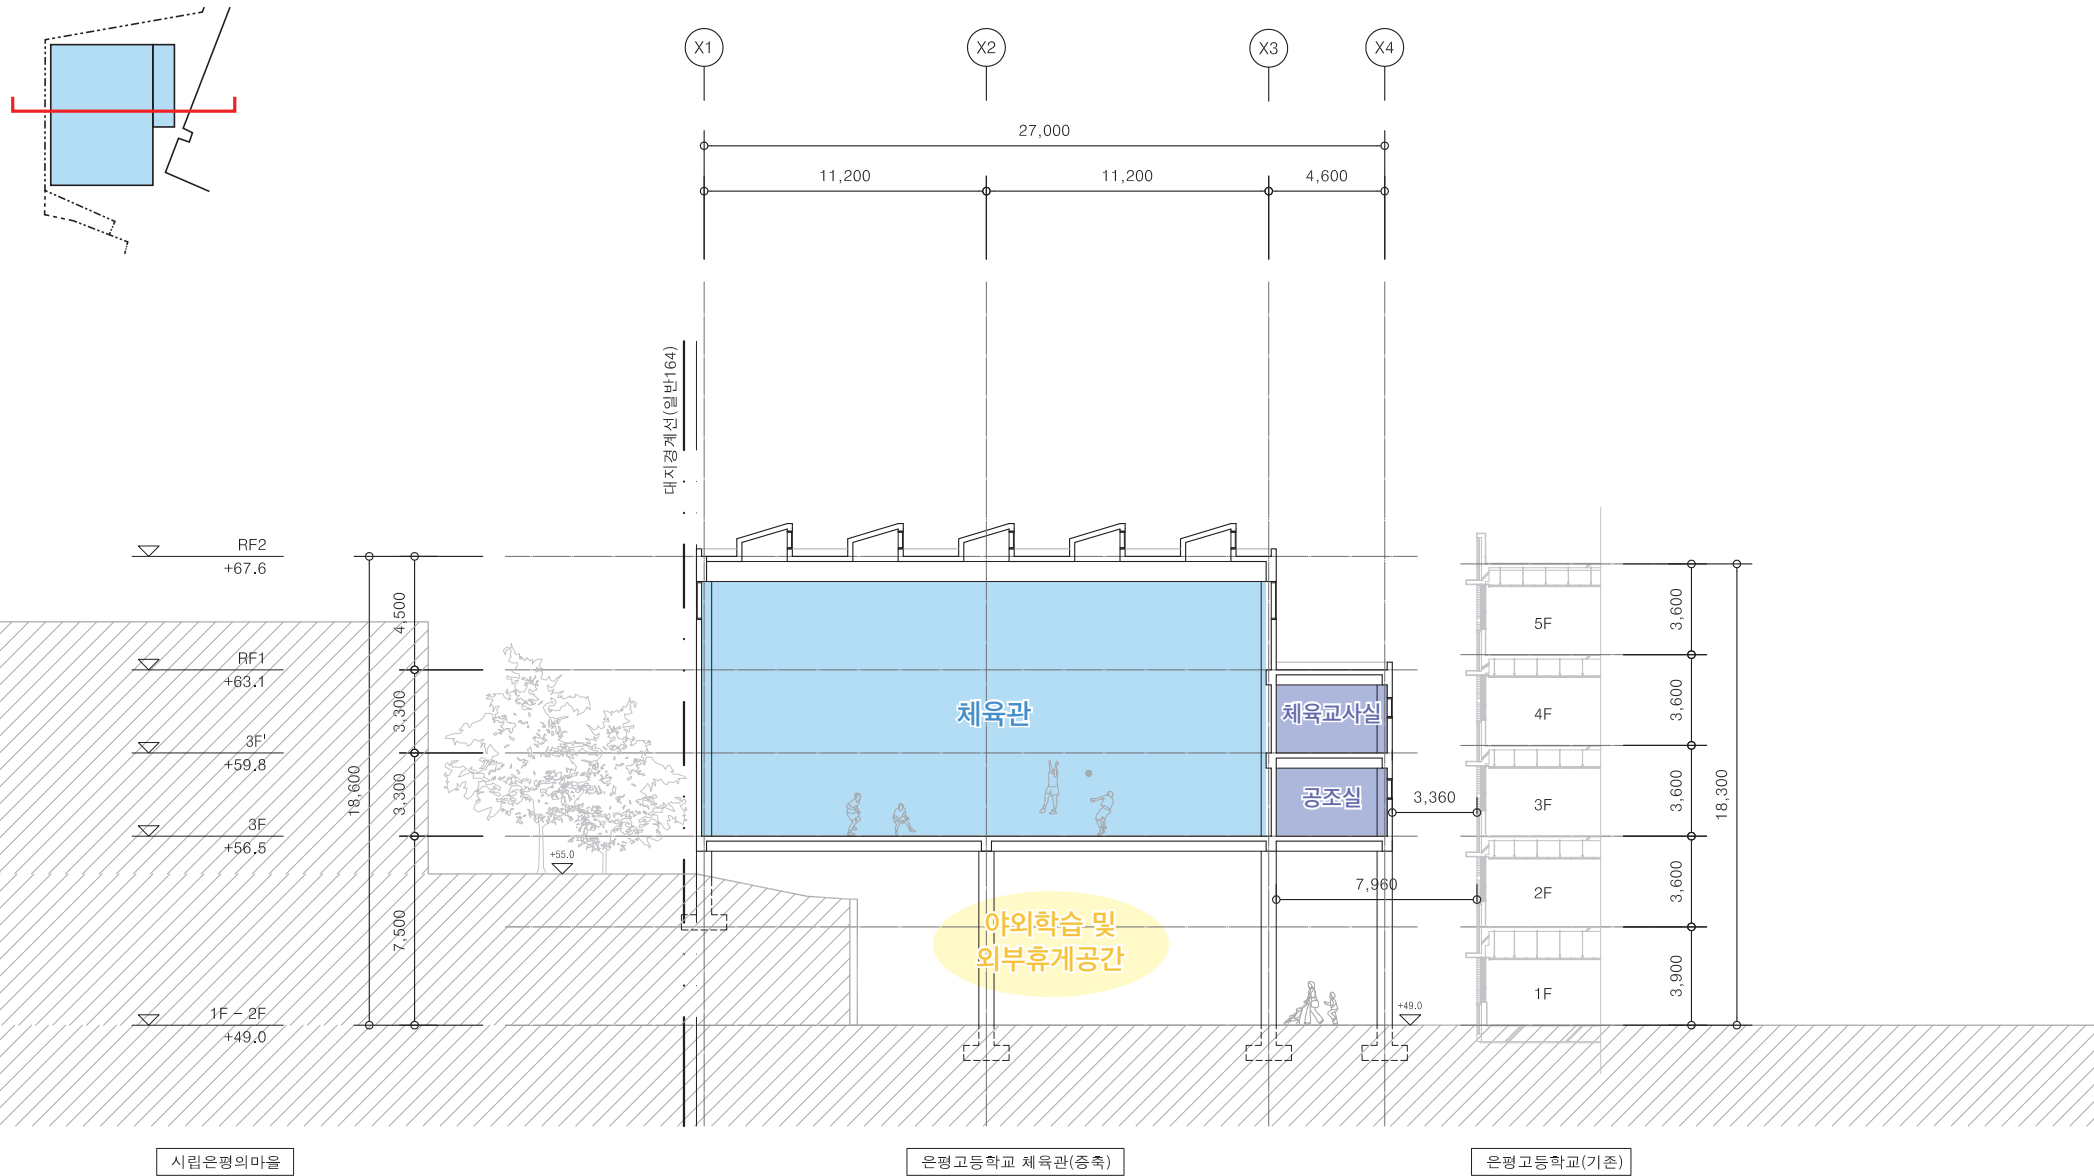 X1
X2
X3
X4
27,000
11,200
11,200
4,600
대지경계선(일반164)
RF2
+67.6
RF1
+63.1
3F'
+59.8
3F
+56.5
1F - 2F
+49.0
18,600
4,500
3,300
3,300
7,500
+55.0
체육관
체육교사실
공조실
야외학습 및
외부휴게공간
3,360
7,960
+49.0
5F
4F
3F
2F
1F
3,600
3,600
3,600
3,600
3,900
18,300
시립은평의마을
은평고등학교 체육관(증축)
은평고등학교(기존)